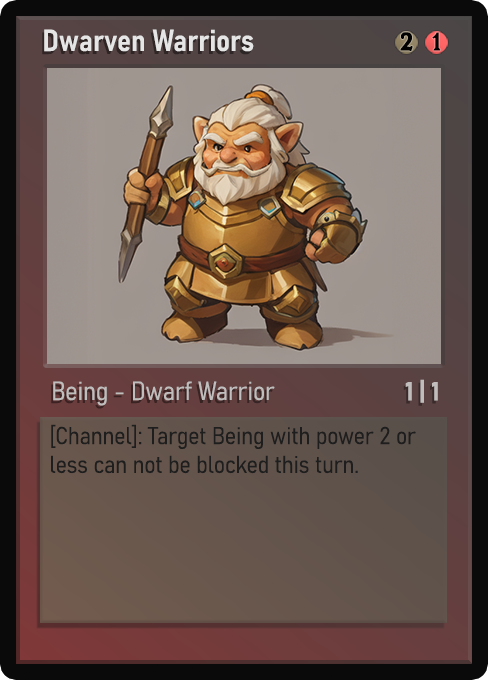 Dwarven Warriors 2 1
Being - Dwarf Warrior 1|1
[Channel]: Target Being with power 2 or
less can not be blocked this turn.